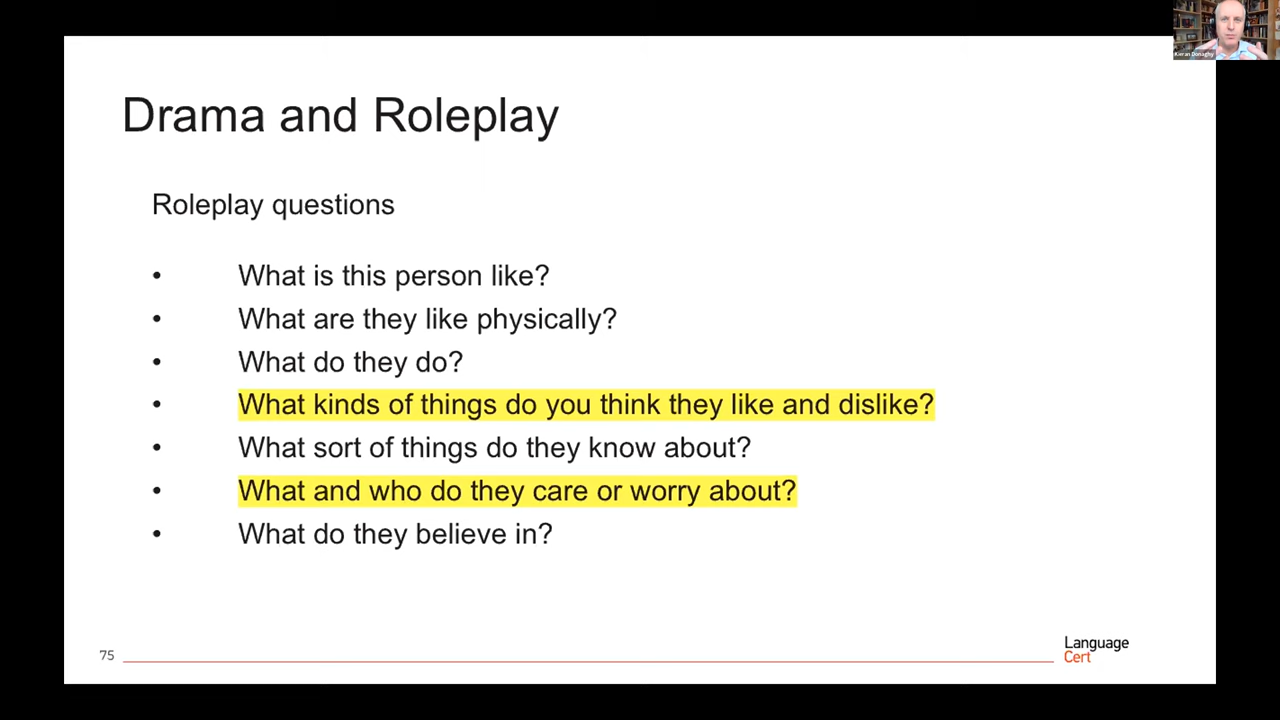 Kieran Donaghy
Drama and Roleplay
Roleplay questions
• What is this person like?
• What are they like physically?
• What do they do?
• What kinds of things do you think they like and dislike?
• What sort of things do they know about?
• What and who do they care or worry about?
• What do they believe in?
75
Language
Cert